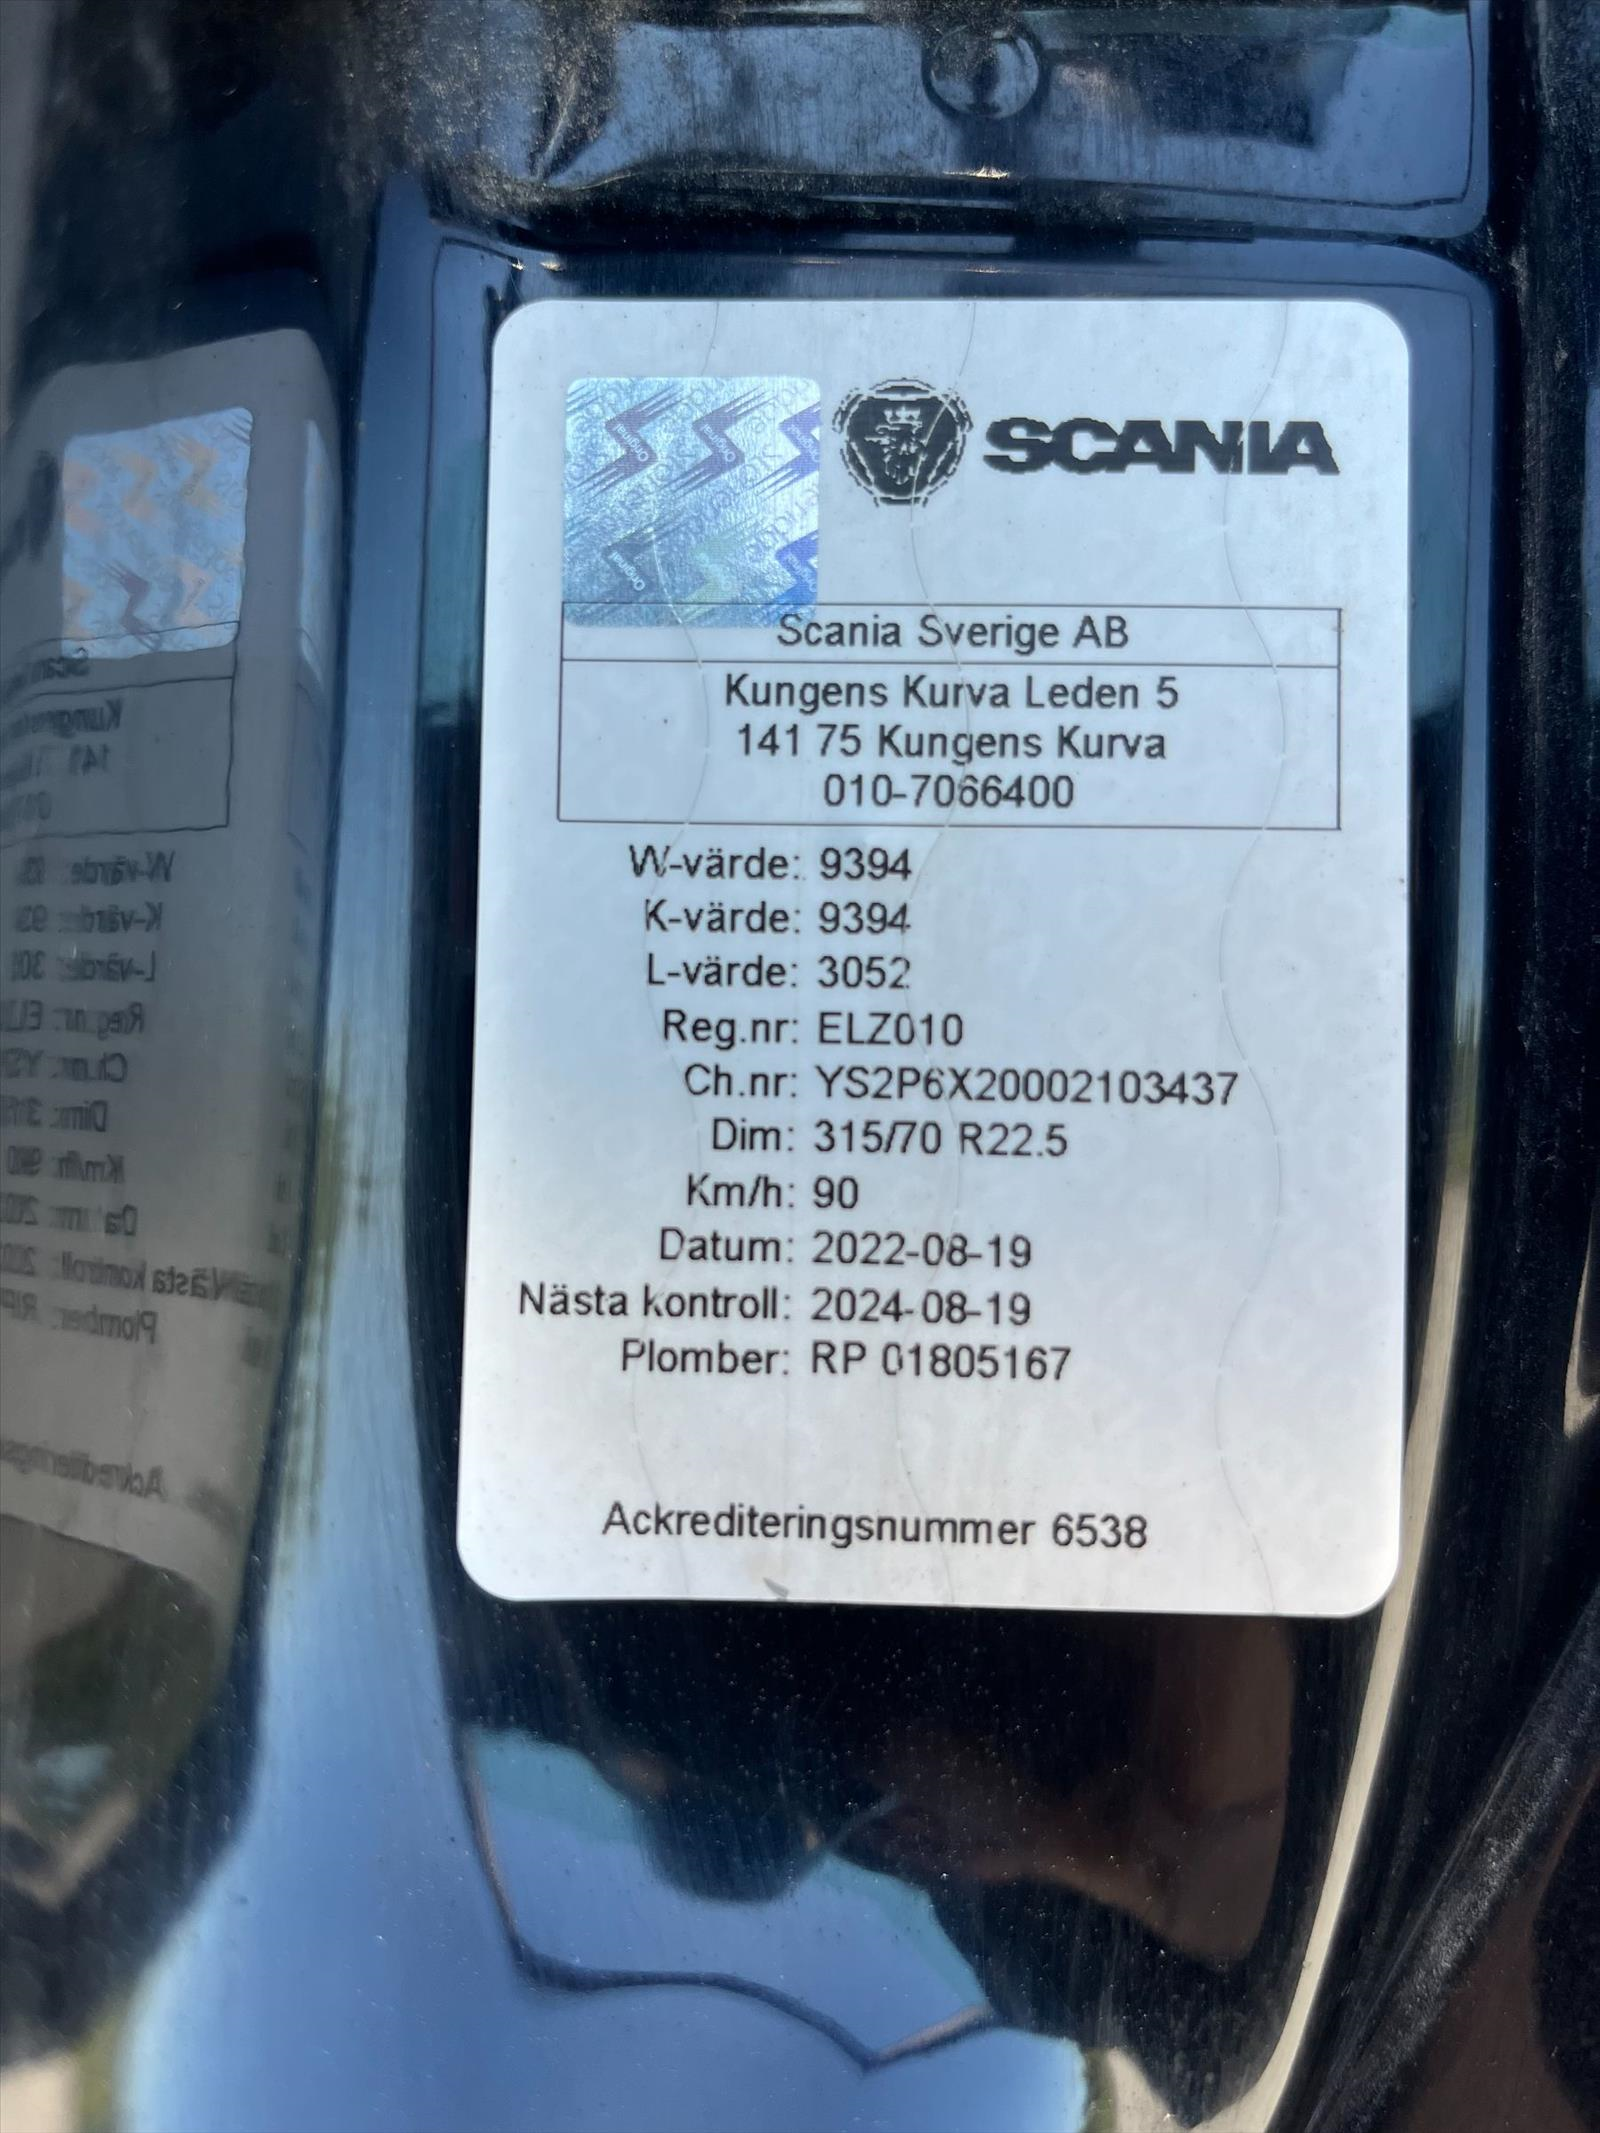 SCANIA
Scania Sverige AB
Kungens Kurva Leden 5
141 75 Kungens Kurva
010-7066400
W-värde: 9394
K-värde: 9394
L-värde: 3052
Reg.nr: ELZ010
Ch.nr: YS2P6X20002103437
Dim: 315/70 R22.5
Km/h: 90
Datum: 2022-08-19
Nästa kontroll: 2024-08-19
Plomber: RP 01805167
Ackrediteringsnummer 6538